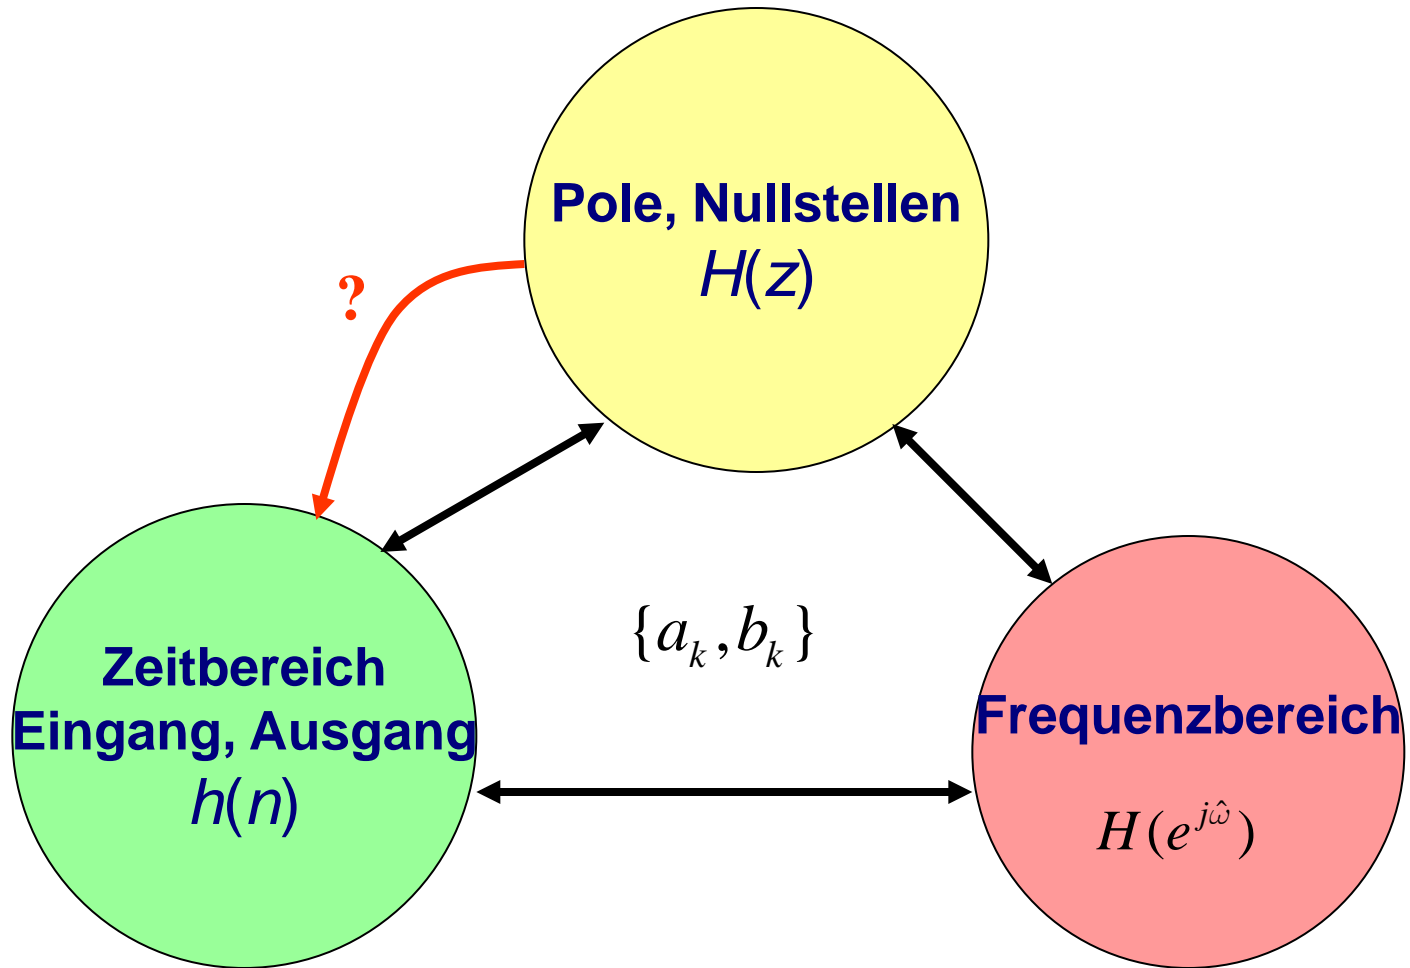 Pole, Nullstellen
H(z)
?
{a_k, b_k}
Zeitbereich
Eingang, Ausgang
h(n)
Frequenzbereich
H(e^{jω̂})